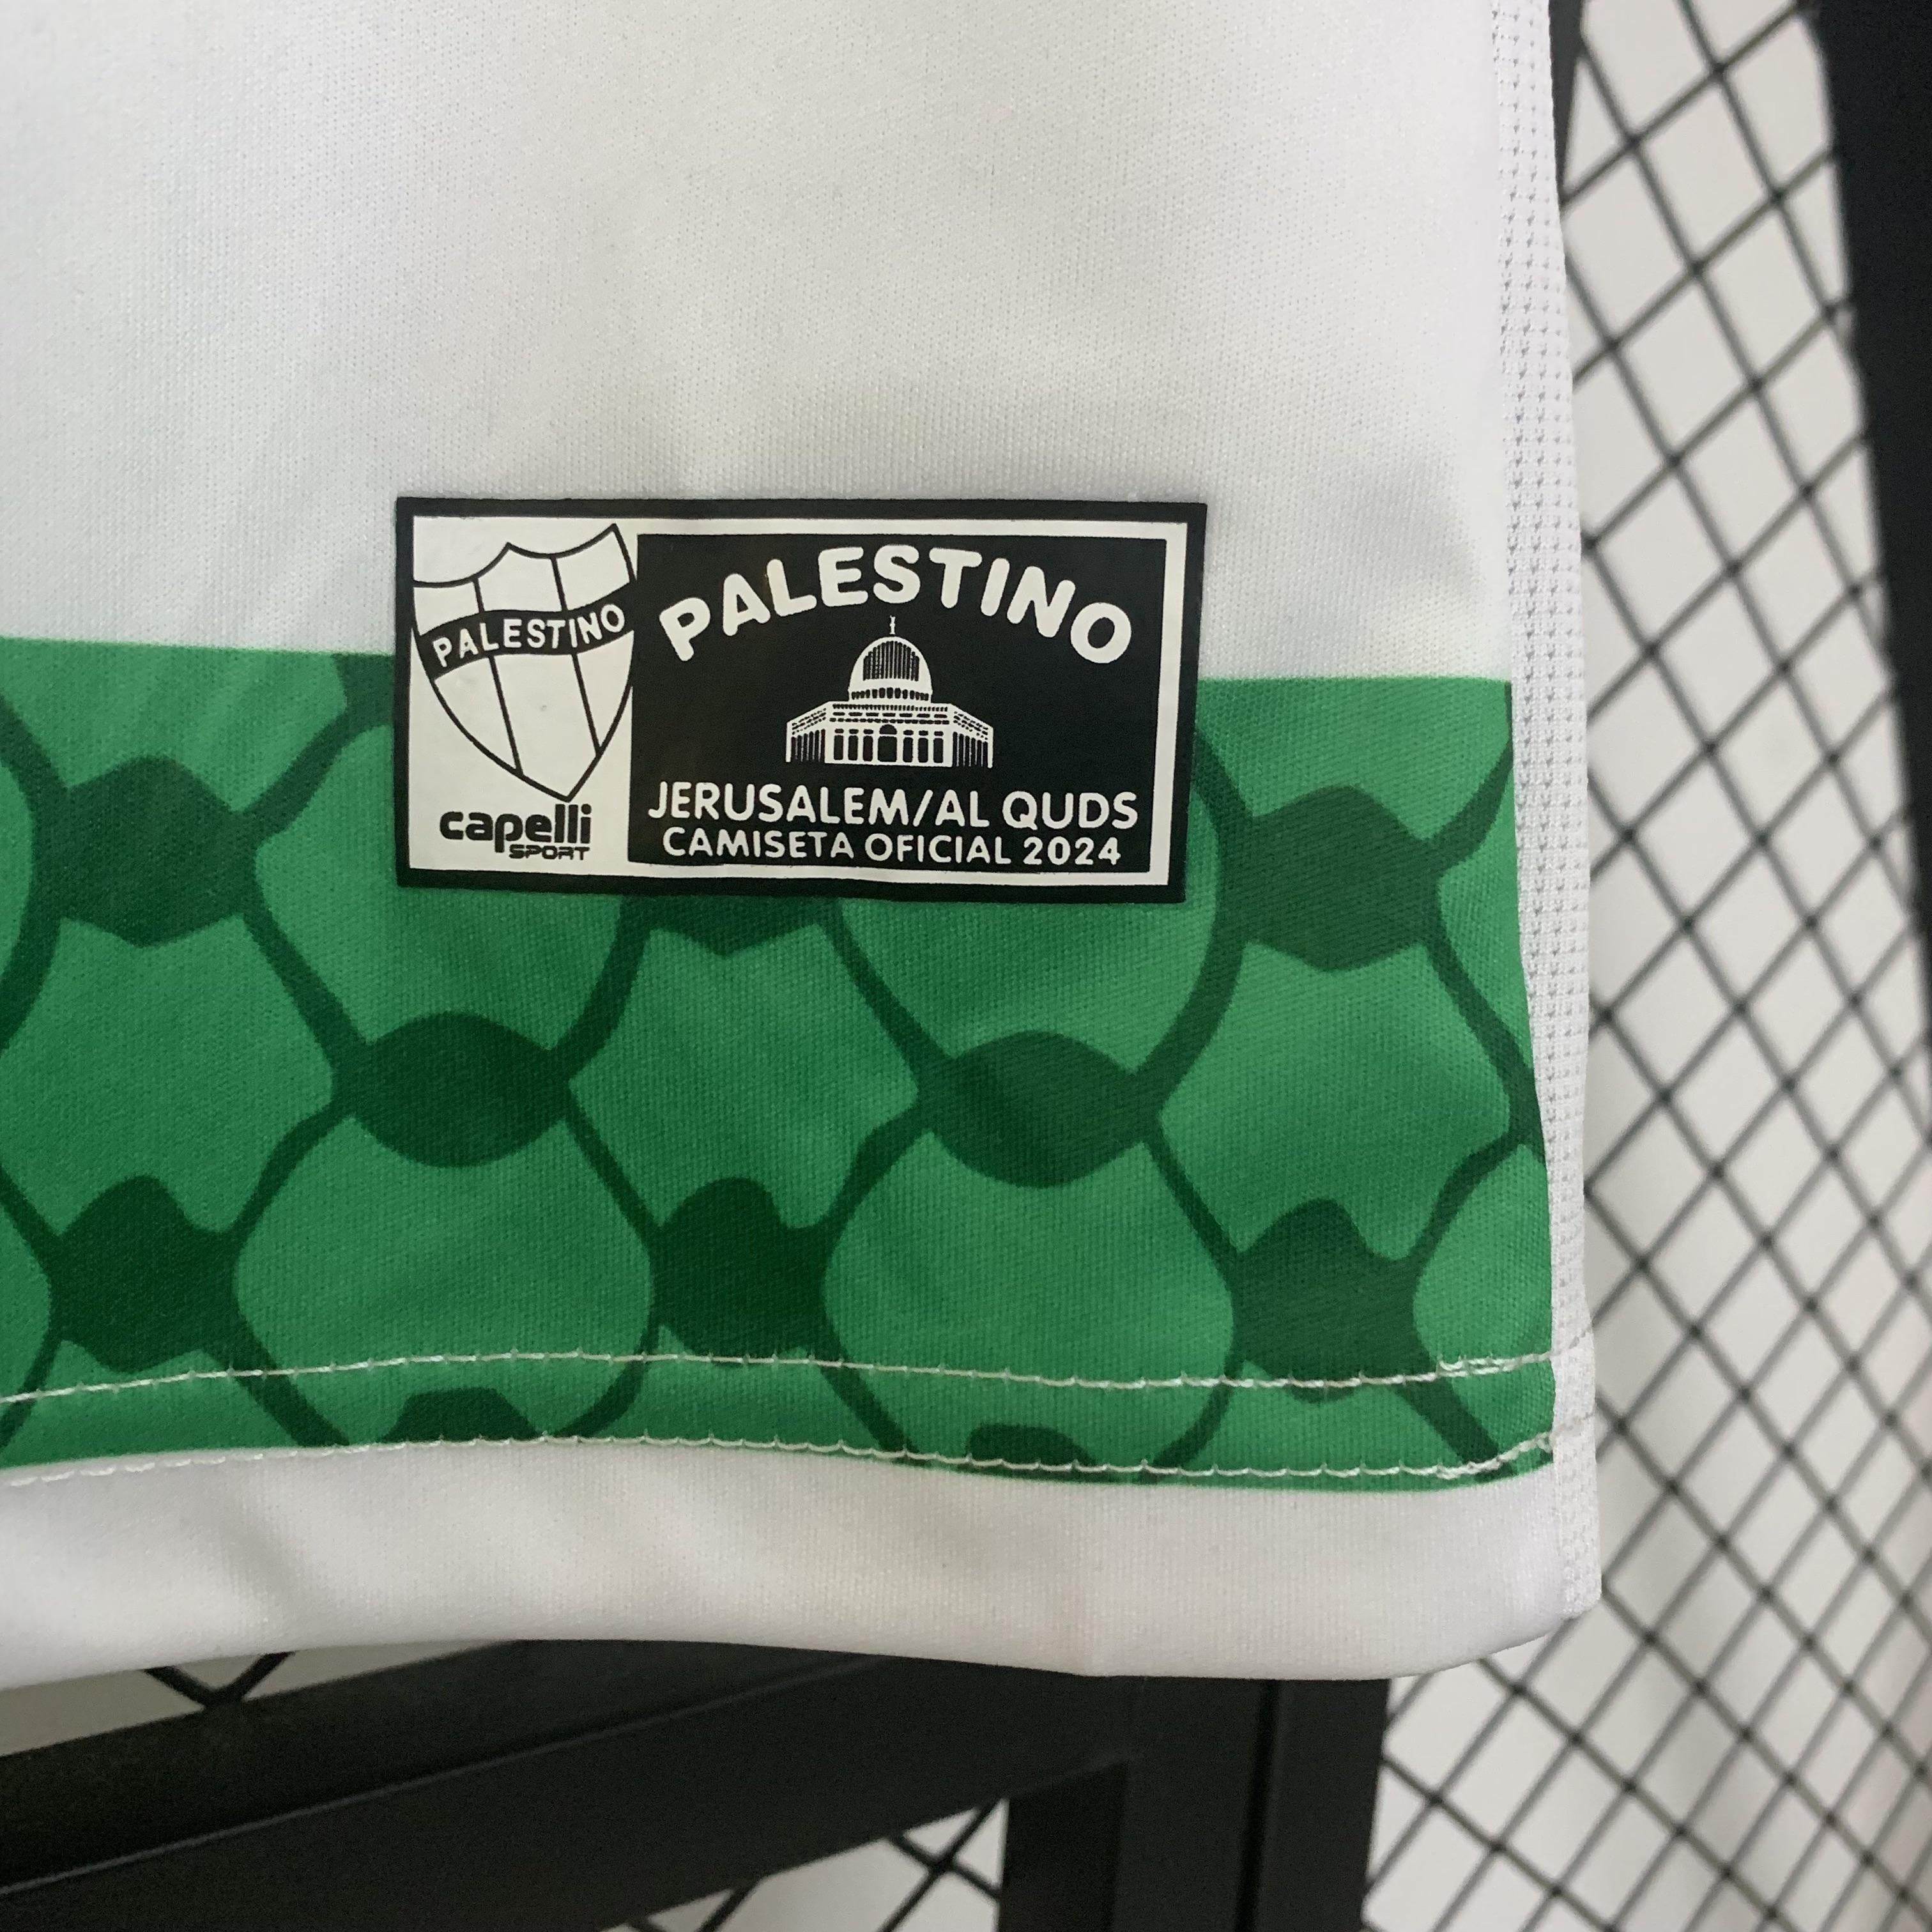 PALESTINO
capelli
SPORT
PALESTINO
JERUSALEM/AL QUDS
CAMISETA OFICIAL 2024